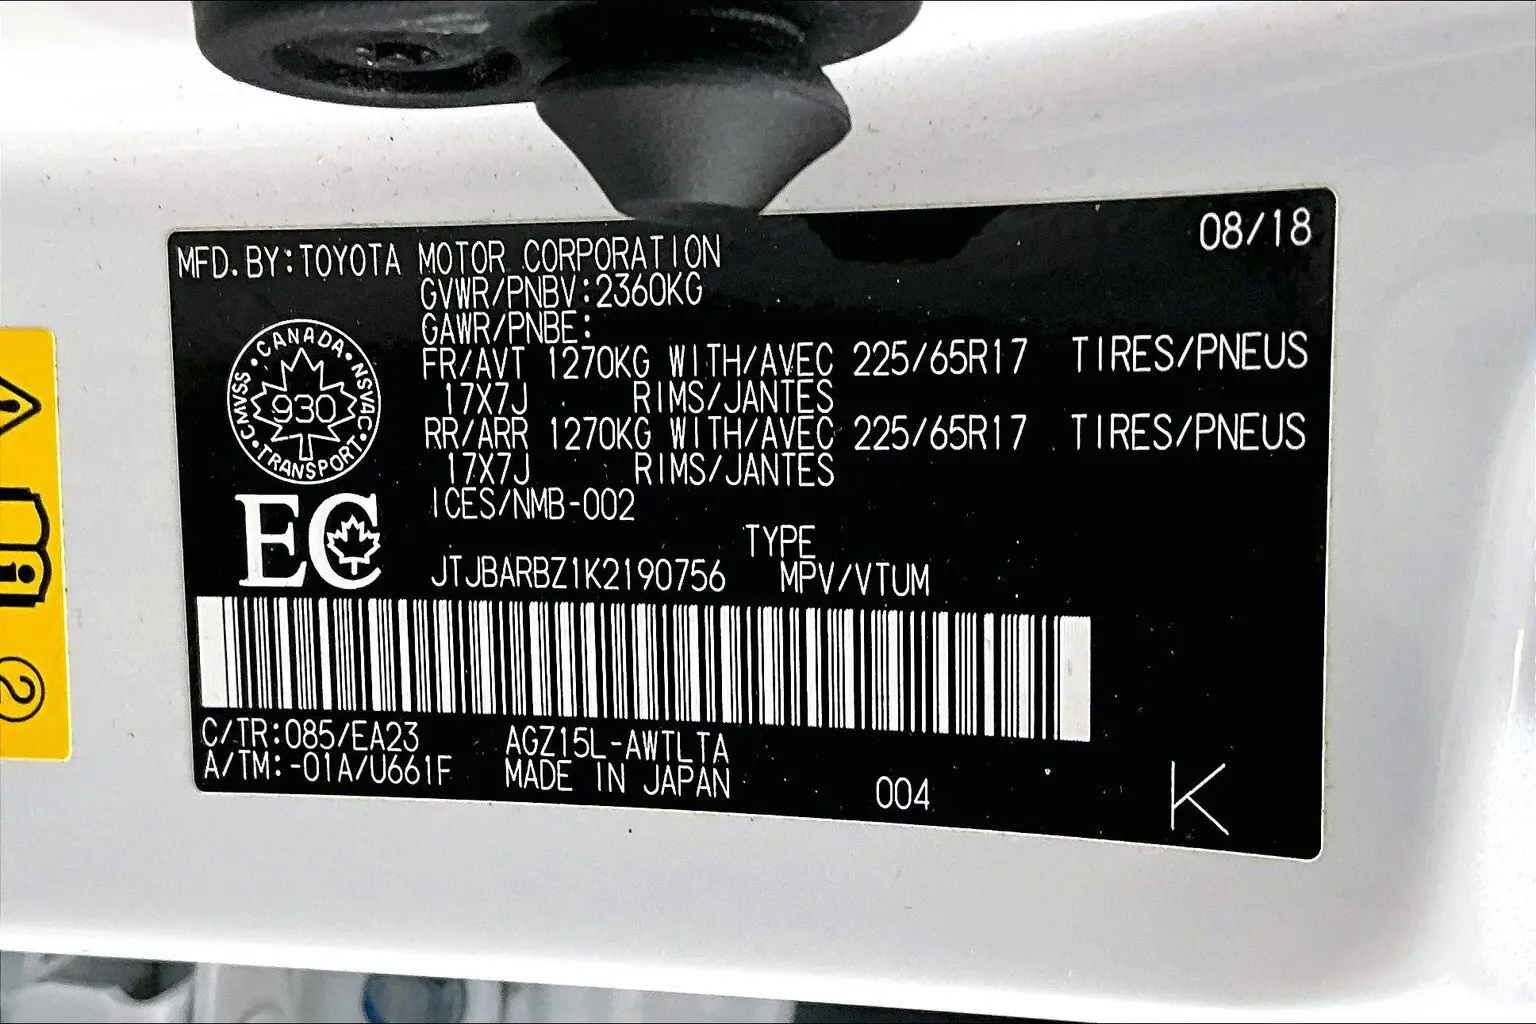 08/18
MFD.BY:TOYOTA MOTOR CORPORATION
GVWR/PNBV:2360KG
GAWR/PNBE:
FR/AVT 1270KG WITH/AVEC 225/65R17 TIRES/PNEUS
17X7J RIMS/JANTES
RR/ARR 1270KG WITH/AVEC 225/65R17 TIRES/PNEUS
17X7J RIMS/JANTES
ICES/NMB-002
CANADA • NSVAC • TRANSPORT • CMVSS •
930
EC
TYPE
JTJBARBZ1K2190756 MPV/VTUM
C/TR:085/EA23 AGZ15L-AWTLTA
A/TM:-01A/U661F MADE IN JAPAN
004
K
2